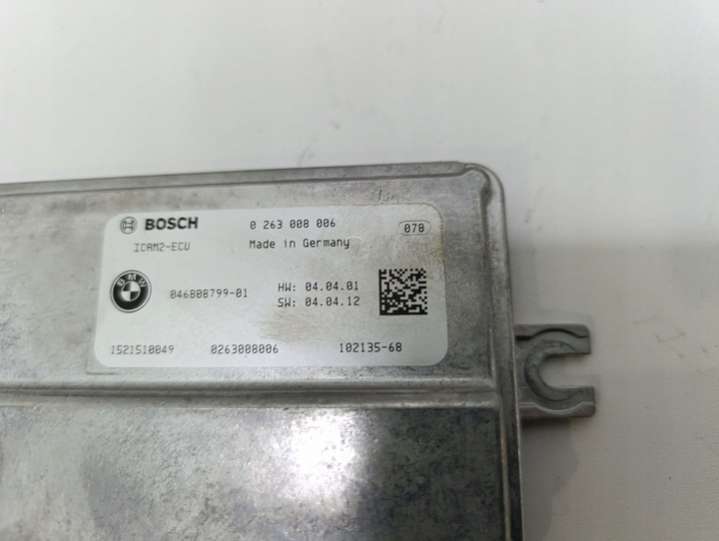 BOSCH 0 263 008 006 078
ICAM2-ECU Made in Germany
BMW 046808799-01 HW: 04.04.01
SW: 04.04.12
1521510049 0263008006 102135-68